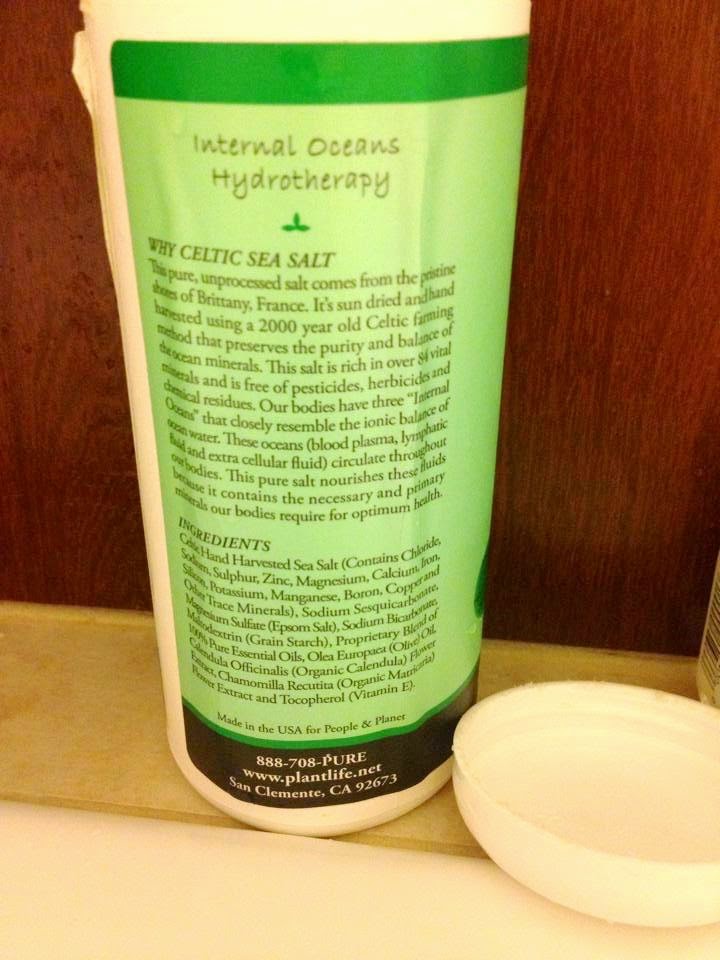 Internal Oceans
Hydrotherapy
WHY CELTIC SEA SALT
This pure, unprocessed salt comes from the pristine
shores of Brittany, France. It's sun dried and hand
harvested using a 2000 year old Celtic farming
method that preserves the purity and balance of
the ocean minerals. This salt is rich in over 84 vital
minerals and is free of pesticides, herbicides and
chemical residues. Our bodies have three "Internal
Oceans" that closely resemble the ionic balance of
ocean water. These oceans (blood plasma, lymphatic
fluid and extra cellular fluid) circulate throughout
our bodies. This pure salt nourishes these fluids
because it contains the necessary and primary
minerals our bodies require for optimum health.
INGREDIENTS
Celtic Hand Harvested Sea Salt (Contains Chloride,
Sodium, Sulphur, Zinc, Magnesium, Calcium, Iron,
Silicon, Potassium, Manganese, Boron, Copper and
Other Trace Minerals), Sodium Sesquicarbonate,
Magnesium Sulfate (Epsom Salt), Sodium Bicarbonate,
Maltodextrin (Grain Starch), Proprietary Blend of
100% Pure Essential Oils, Olea Europaea (Olive) Oil,
Calendula Officinalis (Organic Calendula) Flower
Extract, Chamomilla Recutita (Organic Matricaria)
Flower Extract and Tocopherol (Vitamin E).
Made in the USA for People & Planet
888-708-PURE
www.plantlife.net
San Clemente, CA 92673